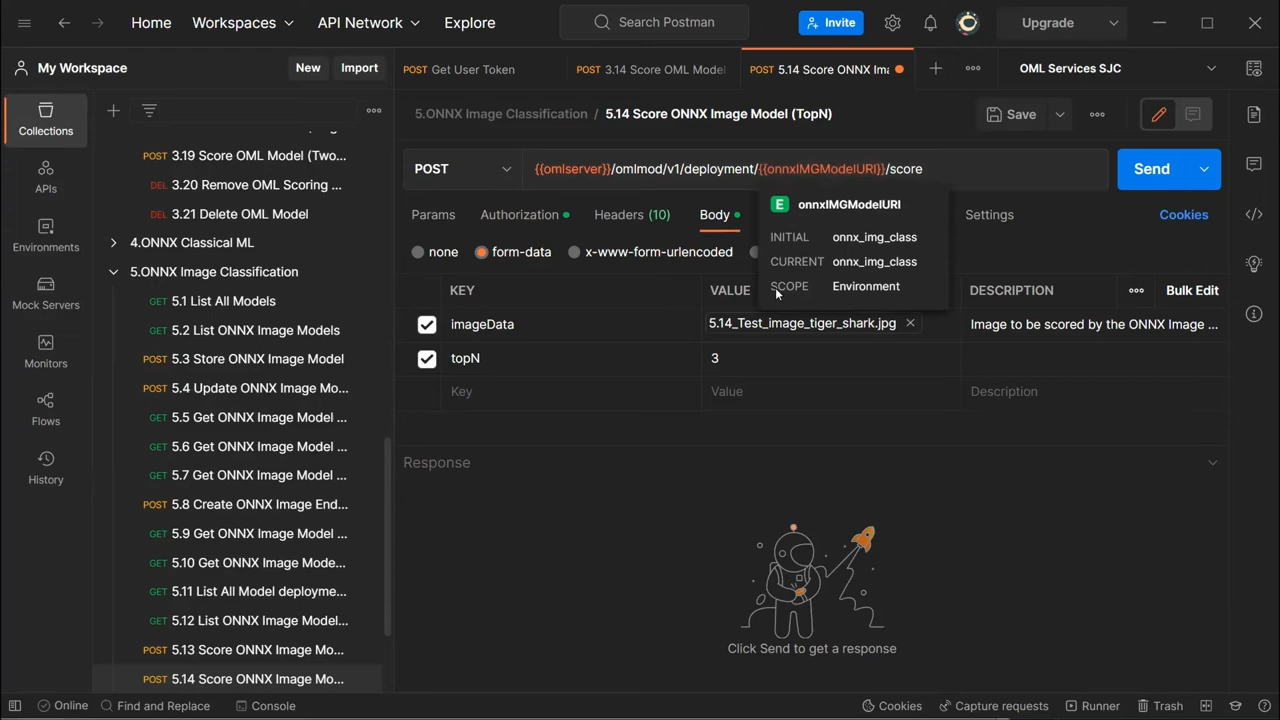 Home
Workspaces
API Network
Explore
Search Postman
Invite
Upgrade
My Workspace
New
Import
POST Get User Token
POST 3.14 Score OML Model
POST 5.14 Score ONNX Ima
OML Services SJC
Collections
APIs
Environments
Mock Servers
Monitors
Flows
History
POST 3.19 Score OML Model (Two...
DEL 3.20 Remove OML Scoring ...
DEL 3.21 Delete OML Model
4.ONNX Classical ML
5.ONNX Image Classification
GET 5.1 List All Models
GET 5.2 List ONNX Models
POST 5.3 Store ONNX Image Model
POST 5.4 Update ONNX Image Mo...
GET 5.5 Get ONNX Image Model ...
GET 5.6 Get ONNX Image Model ...
GET 5.7 Get ONNX Image Model ...
POST 5.8 Create ONNX Image End...
GET 5.9 Get ONNX Image Model ...
GET 5.10 Get ONNX Image Mode...
GET 5.11 List All Model deployme...
GET 5.12 List ONNX Image Model...
POST 5.13 Score ONNX Image Mo...
POST 5.14 Score ONNX Image Mo...
5.ONNX Image Classification / 5.14 Score ONNX Image Model (TopN)
Save
POST
{{omlserver}}/omlmod/v1/deployment/{{onnxIMGModelURI}}/score
Send
Params
Authorization
Headers (10)
Body
Settings
Cookies
E onnxIMGModelURI
INITIAL onnx_img_class
CURRENT onnx_img_class
SCOPE Environment
none
form-data
x-www-form-urlencoded
KEY VALUE DESCRIPTION Bulk Edit
imageData 5.14_Test_image_tiger_shark.jpg Image to be scored by the ONNX Image ...
topN 3
Key Value Description
Response
Click Send to get a response
Online
Find and Replace
Console
Cookies
Capture requests
Runner
Trash